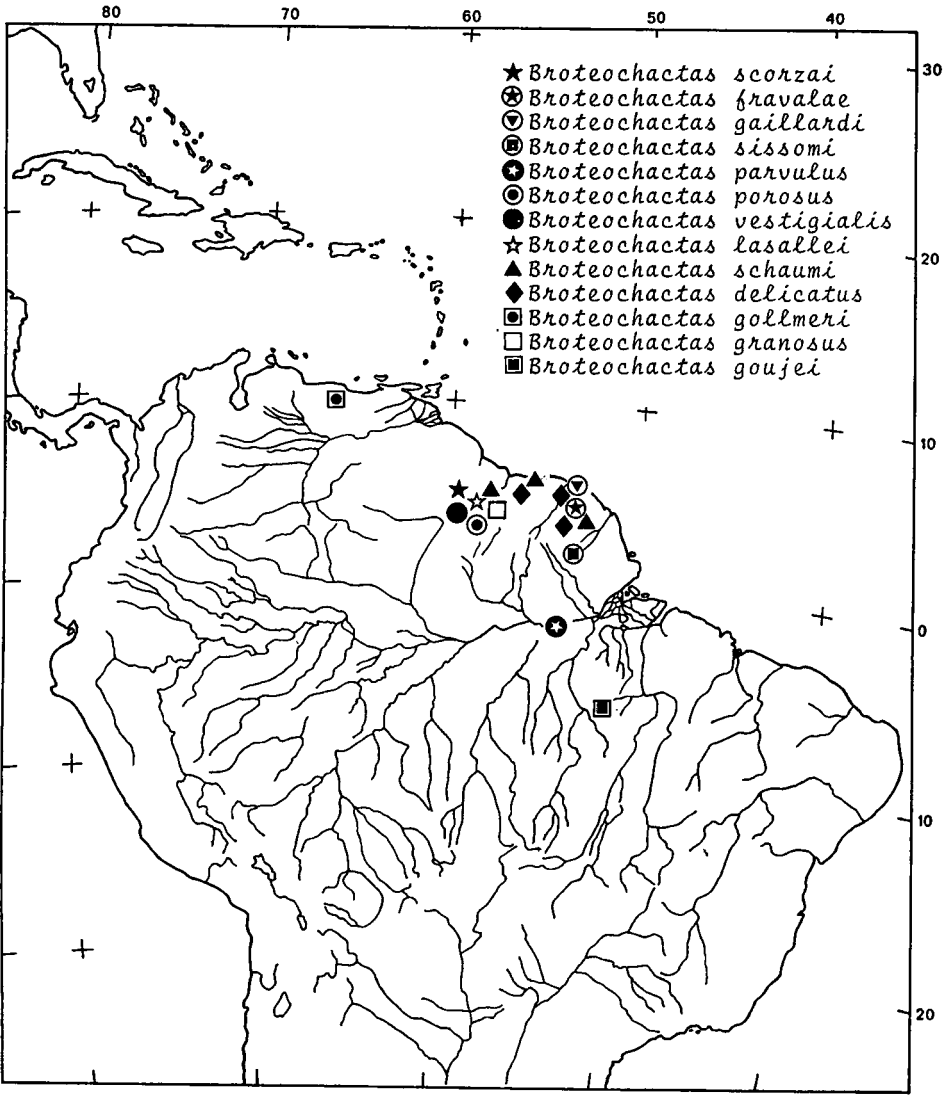 80 70 60 50 40
30
Broteochactas scorzai
Broteochactas fravalae
Broteochactas gaillardi
Broteochactas sissomi
Broteochactas parvulus
Broteochactas porosus
Broteochactas vestigialis
Broteochactas lasallei
Broteochactas schaumi
Broteochactas delicatus
Broteochactas gollmeri
Broteochactas granosus
Broteochactas goujei
20
10
0
10
20